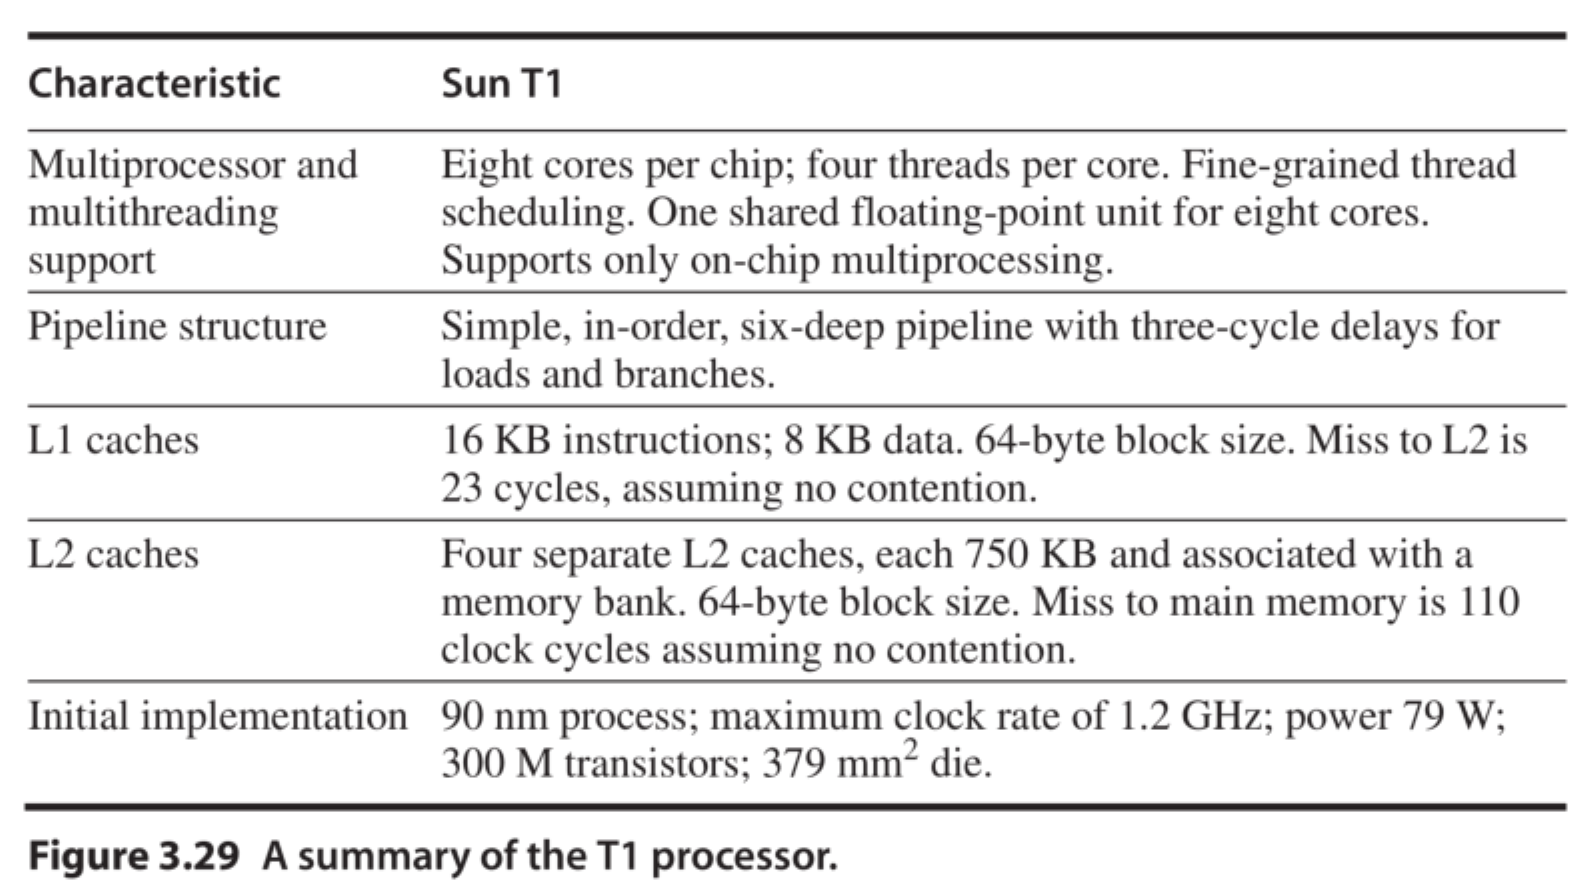 Characteristic Sun T1
Multiprocessor and Eight cores per chip; four threads per core. Fine-grained thread
multithreading scheduling. One shared floating-point unit for eight cores.
support Supports only on-chip multiprocessing.
Pipeline structure Simple, in-order, six-deep pipeline with three-cycle delays for
loads and branches.
L1 caches 16 KB instructions; 8 KB data. 64-byte block size. Miss to L2 is
23 cycles, assuming no contention.
L2 caches Four separate L2 caches, each 750 KB and associated with a
memory bank. 64-byte block size. Miss to main memory is 110
clock cycles assuming no contention.
Initial implementation 90 nm process; maximum clock rate of 1.2 GHz; power 79 W;
300 M transistors; 379 mm² die.
Figure 3.29 A summary of the T1 processor.